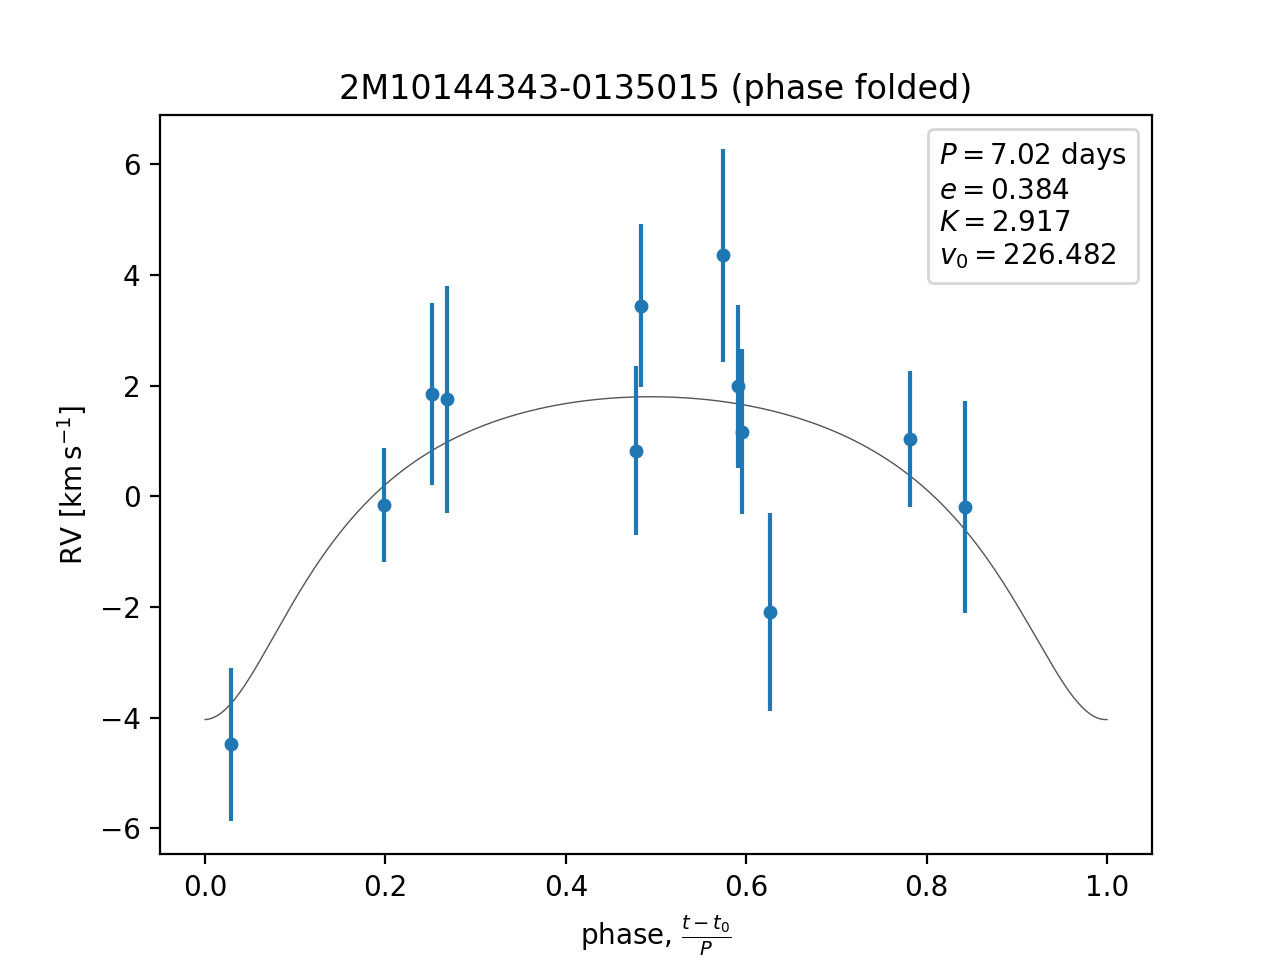 2M10144343-0135015 (phase folded)
P = 7.02 days
e = 0.384
K = 2.917
v₀ = 226.482
RV [km s⁻¹]
6
4
2
0
−2
−4
−6
0.0 0.2 0.4 0.6 0.8 1.0
phase, (t − t₀)/P